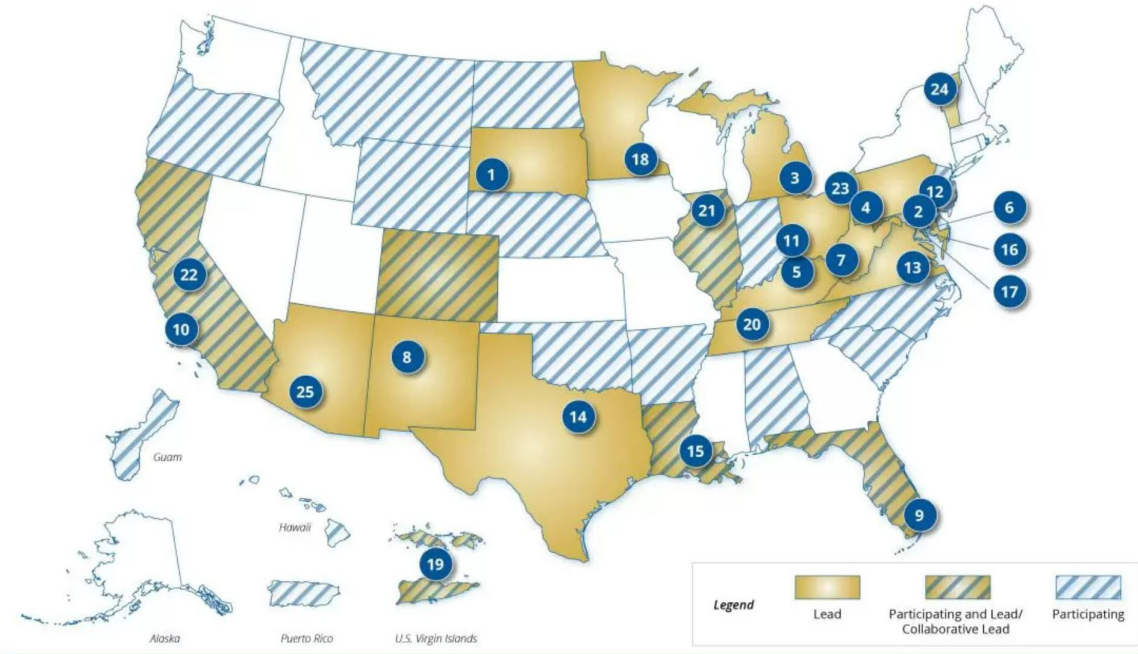 24
18
1
3
23
12
4
2
6
21
11
7
16
5
13
22
17
10
20
8
25
14
15
Guam
9
Hawaii
19
Legend
Lead
Participating and Lead/
Collaborative Lead
Participating
Alaska
Puerto Rico
U.S. Virgin Islands